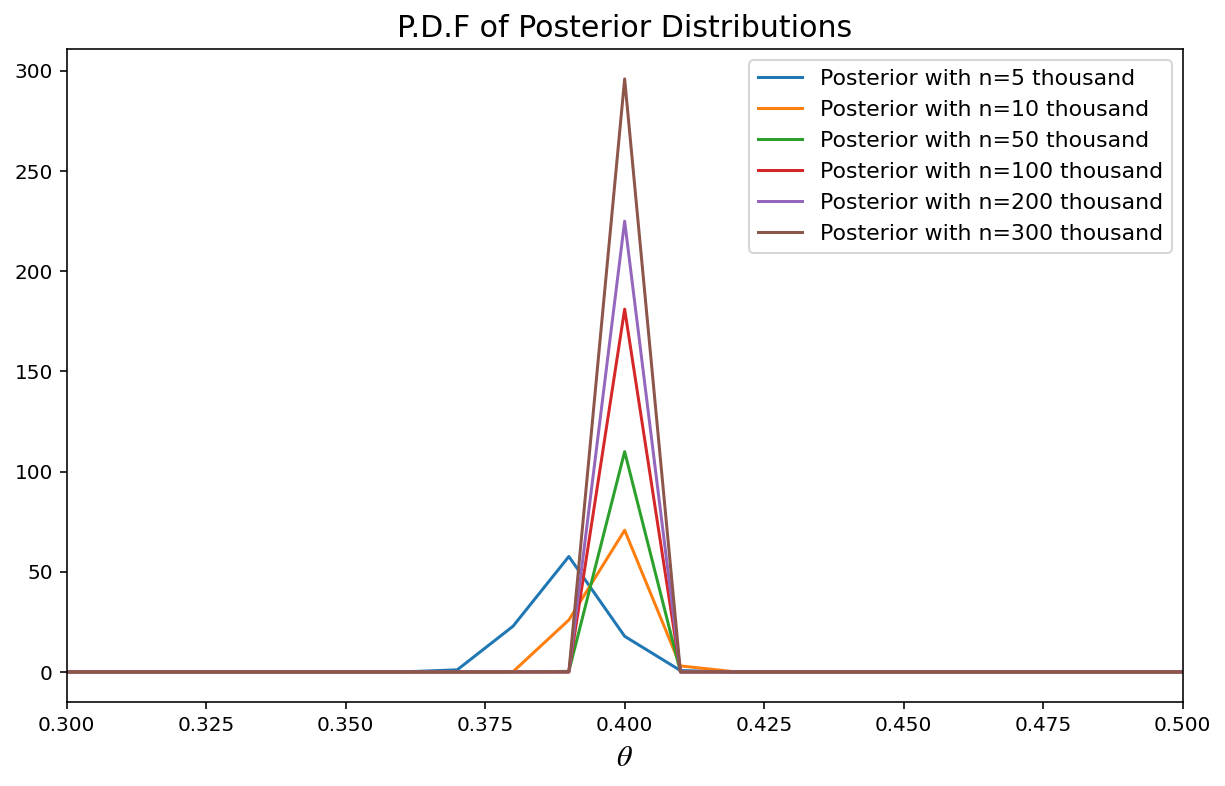 P.D.F of Posterior Distributions
300
250
200
150
100
50
0
Posterior with n=5 thousand
Posterior with n=10 thousand
Posterior with n=50 thousand
Posterior with n=100 thousand
Posterior with n=200 thousand
Posterior with n=300 thousand
0.300 0.325 0.350 0.375 0.400 0.425 0.450 0.475 0.500
θ